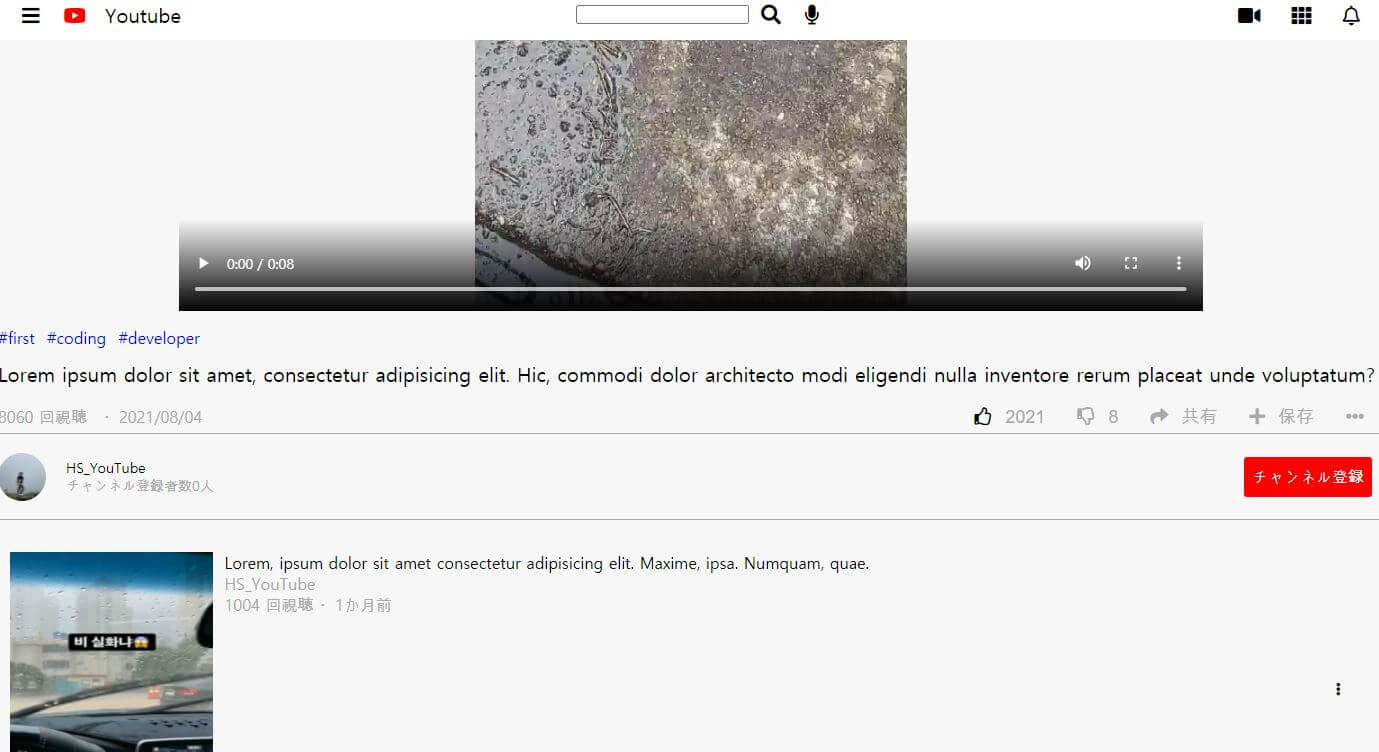 Youtube
0:00 / 0:08
#first #coding #developer
Lorem ipsum dolor sit amet, consectetur adipisicing elit. Hic, commodi dolor architecto modi eligendi nulla inventore rerum placeat unde voluptatum?
8060 回視聴 · 2021/08/04 2021 8 共有 保存
HS_YouTube
チャンネル登録者数0人
チャンネル登録
Lorem, ipsum dolor sit amet consectetur adipisicing elit. Maxime, ipsa. Numquam, quae.
HS_YouTube
1004 回視聴 · 1か月前
비 실화냐😱